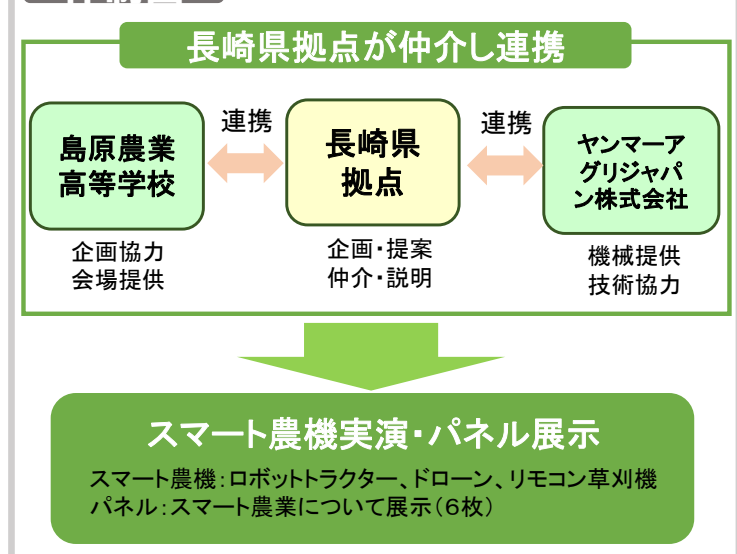 長崎県拠点が仲介し連携
島原農業
高等学校
連携
長崎県
拠点
連携
ヤンマーア
グリジャパ
ン株式会社
企画協力
会場提供
企画・提案
仲介・説明
機械提供
技術協力
スマート農機実演・パネル展示
スマート農機:ロボットトラクター、ドローン、リモコン草刈機
パネル:スマート農業について展示(6枚)